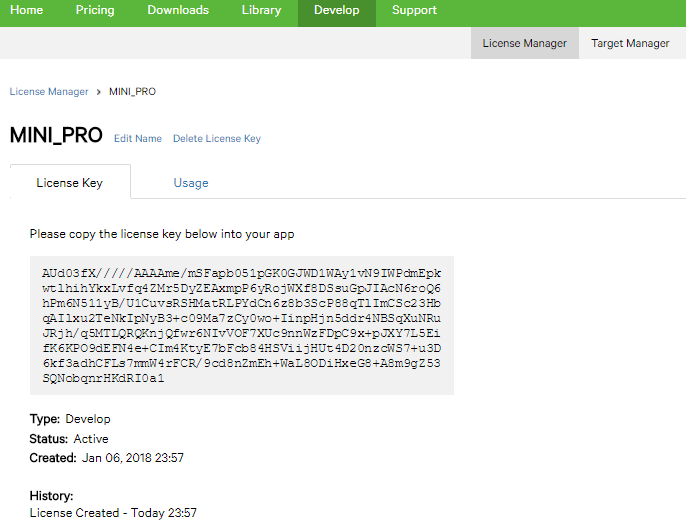 Home Pricing Downloads Library Develop Support
License Manager Target Manager
License Manager > MINI_PRO
MINI_PRO Edit Name Delete License Key
License Key Usage
Please copy the license key below into your app
AUd03fX/////AAAAme/mSFapb051pGK0GJWD1WAy1vN9IWPdmEpk
wtlhihYkxLvfq4ZMr5DyZEAxmpP6yRojWXf8DSsuGpJIAcN6roQ6
hPm6N511yB/U1CuvsRSHMatRLPYdCn6z8b3ScP88qTlImCSc23Hb
qAIlxu2TeNkIpNyB3+c09Ma7zCy0wo+IinpHjn5ddr4NBSqXuNRu
JRjh/q5MTLQRQKnjQfwr6NIvVOF7XUc9nnWzFDpC9x+pJXY7L5Ei
fK6KPO9dEFN4e+CIm4KtyE7bFcb84HSViijHUt4D20nzcWS7+u3D
6kf3adhCFLs7mmW4rFCR/9cd8nZmEh+WaL8ODiHxeG8+A8m9gZ53
SQNobqnrHKdRI0a1
Type: Develop
Status: Active
Created: Jan 06, 2018 23:57
History:
License Created - Today 23:57